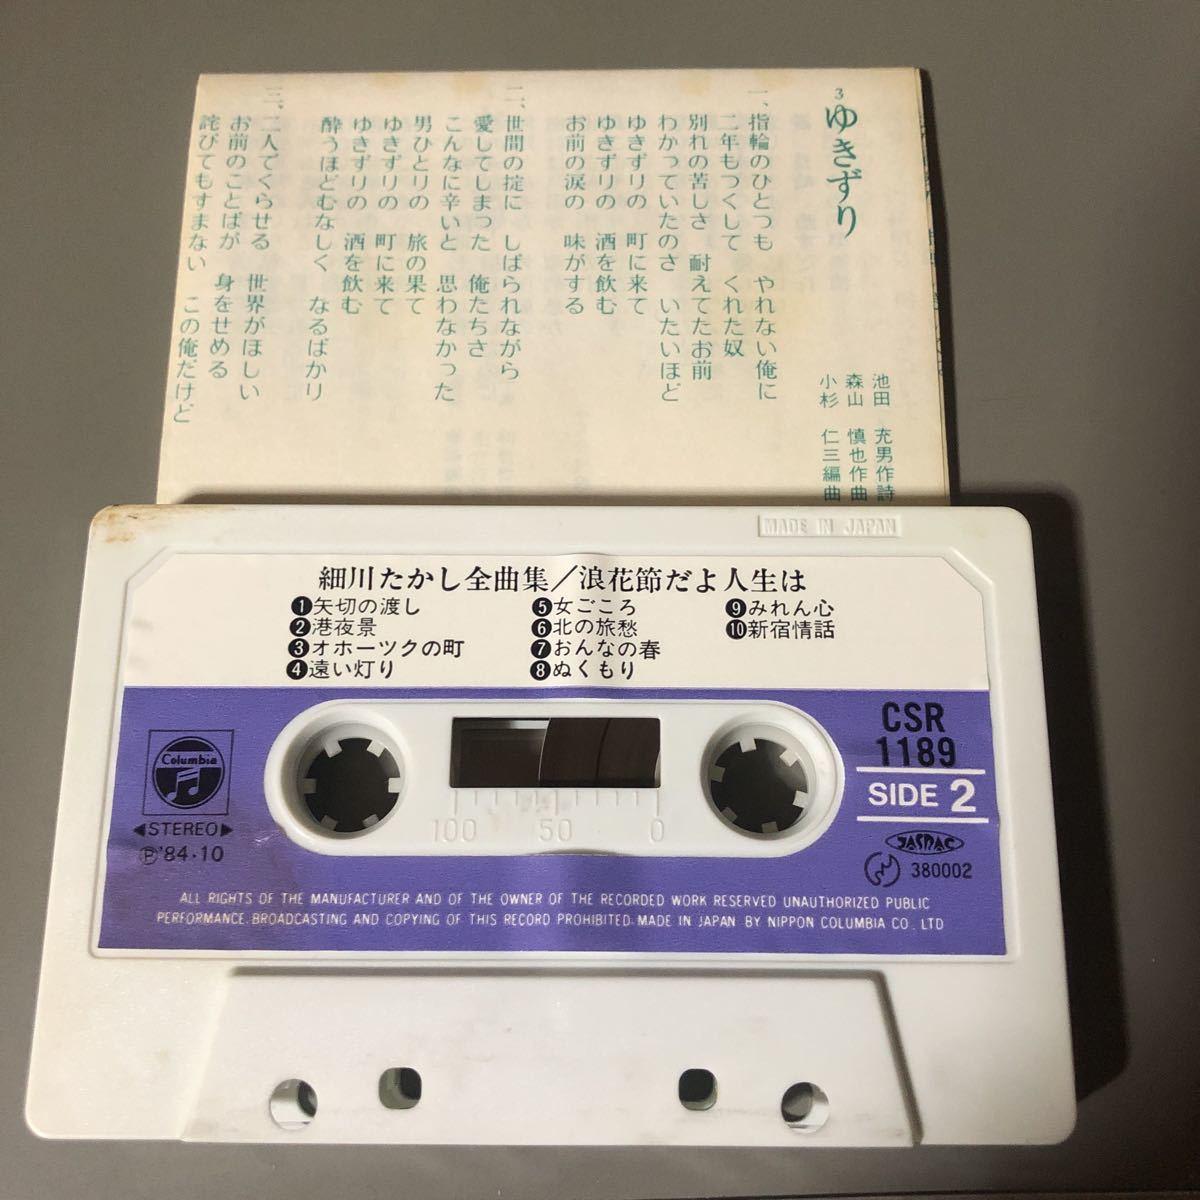 3 ゆきずり
池田 充男作詩
森山 慎也作曲
小杉 仁三編曲
一、指輪のひとつも やれない俺に
二年もつくして くれた奴
別れの苦しさ 耐えてたお前
わかっていたのさ いたいほど
ゆきずりの 町に来て
ゆきずりの 酒を飲む
お前の涙の 味がする
二、世間の掟に しばられながら
愛してしまった 俺たちさ
こんなに辛いと 思わなかった
男ひとりの 旅の果て
ゆきずりの 町に来て
ゆきずりの 酒を飲む
酔うほどむなしく なるばかり
三、二人でくらせる 世界がほしい
お前のことばが 身をせめる
詫びてもすまない この俺だけど
MADE IN JAPAN
細川たかし全曲集/浪花節だよ人生は
❶矢切の渡し
❷港夜景
❸オホーツクの町
❹遠い灯り
❺女ごころ
❻北の旅愁
❼おんなの春
❽ぬくもり
❾みれん心
❿新宿情話
Columbia
◀STEREO▶
Ⓟ'84・10
100 50 0
CSR
1189
SIDE 2
JASRAC
380002
ALL RIGHTS OF THE MANUFACTURER AND OF THE OWNER OF THE RECORDED WORK RESERVED UNAUTHORIZED PUBLIC
PERFORMANCE. BROADCASTING AND COPYING OF THIS RECORD PROHIBITED. MADE IN JAPAN BY NIPPON COLUMBIA CO., LTD